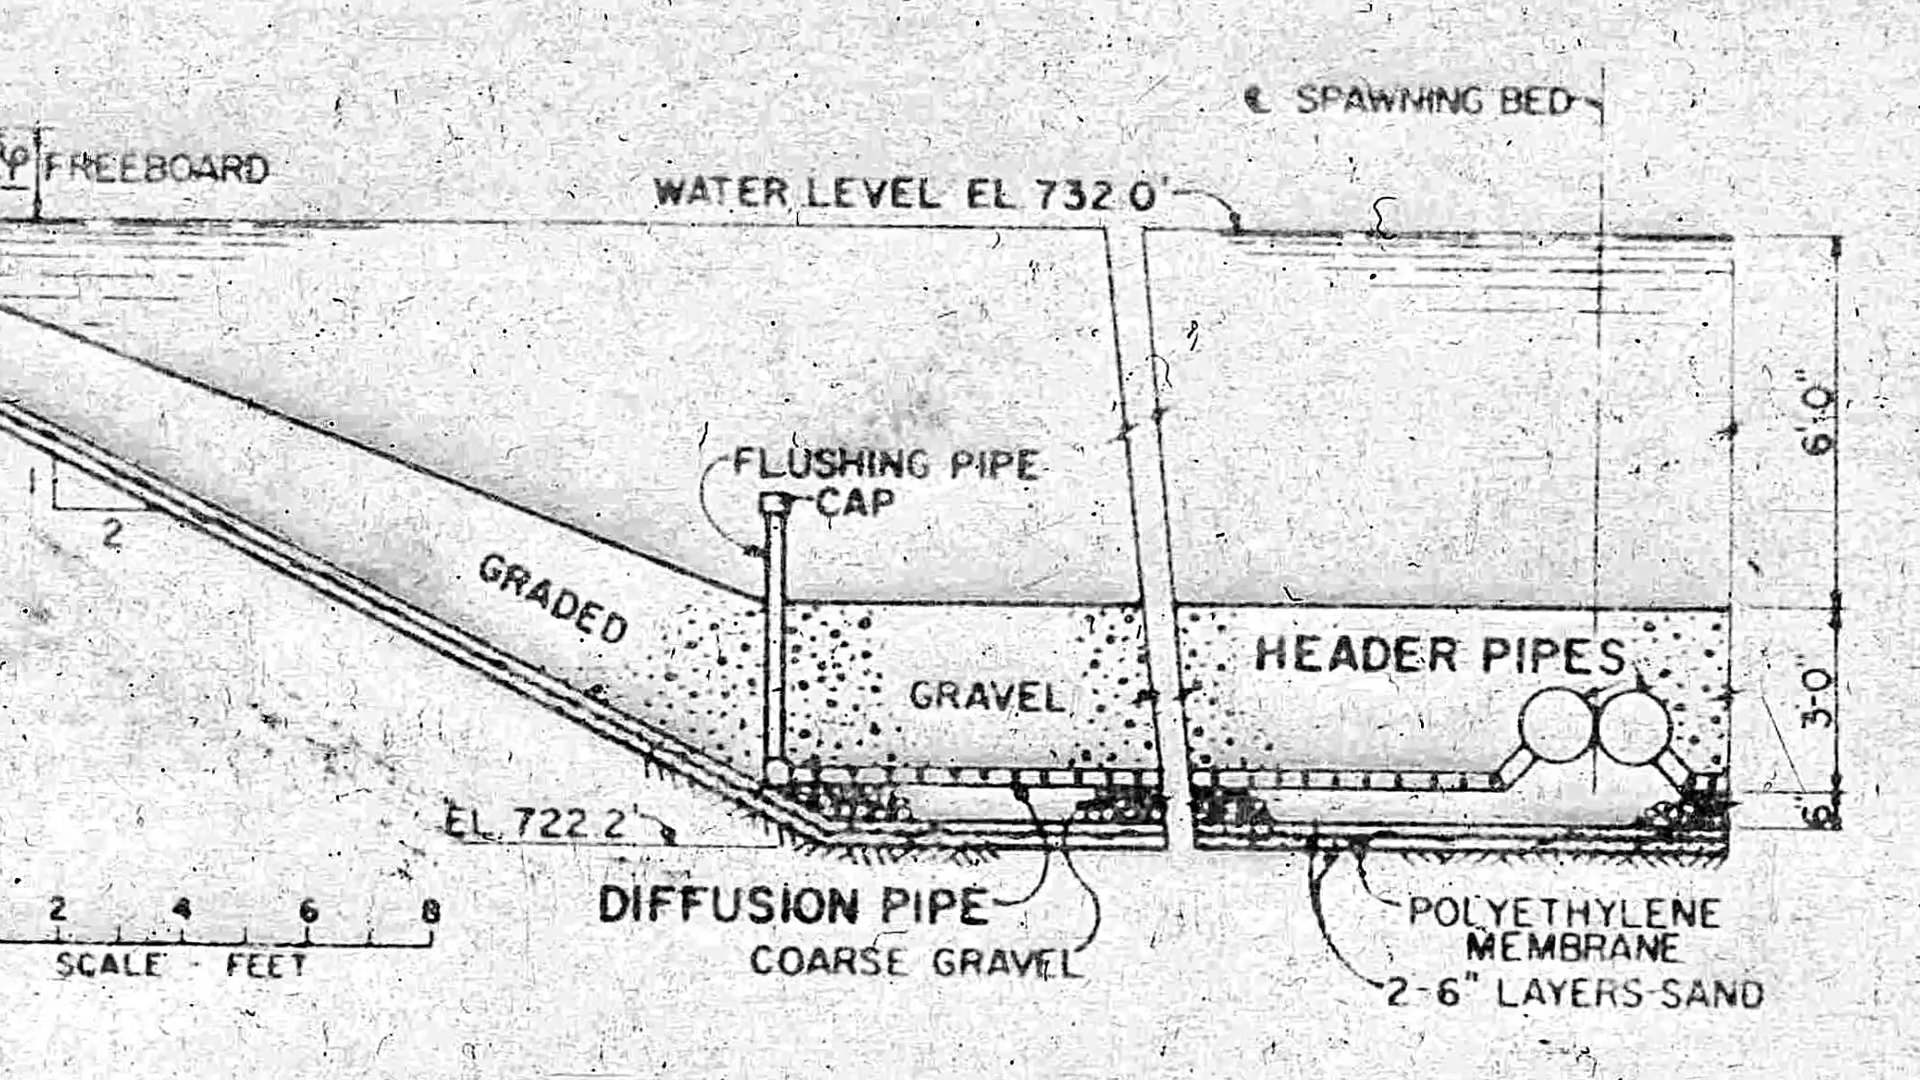 ℄ SPAWNING BED
FREEBOARD
WATER LEVEL EL 732 0'
6'-0"
FLUSHING PIPE
CAP
1
2
GRADED
GRAVEL
HEADER PIPES
3-0"
6"
EL 722 2'
DIFFUSION PIPE
COARSE GRAVEL
POLYETHYLENE
MEMBRANE
2-6" LAYERS-SAND
2 4 6 8
SCALE - FEET